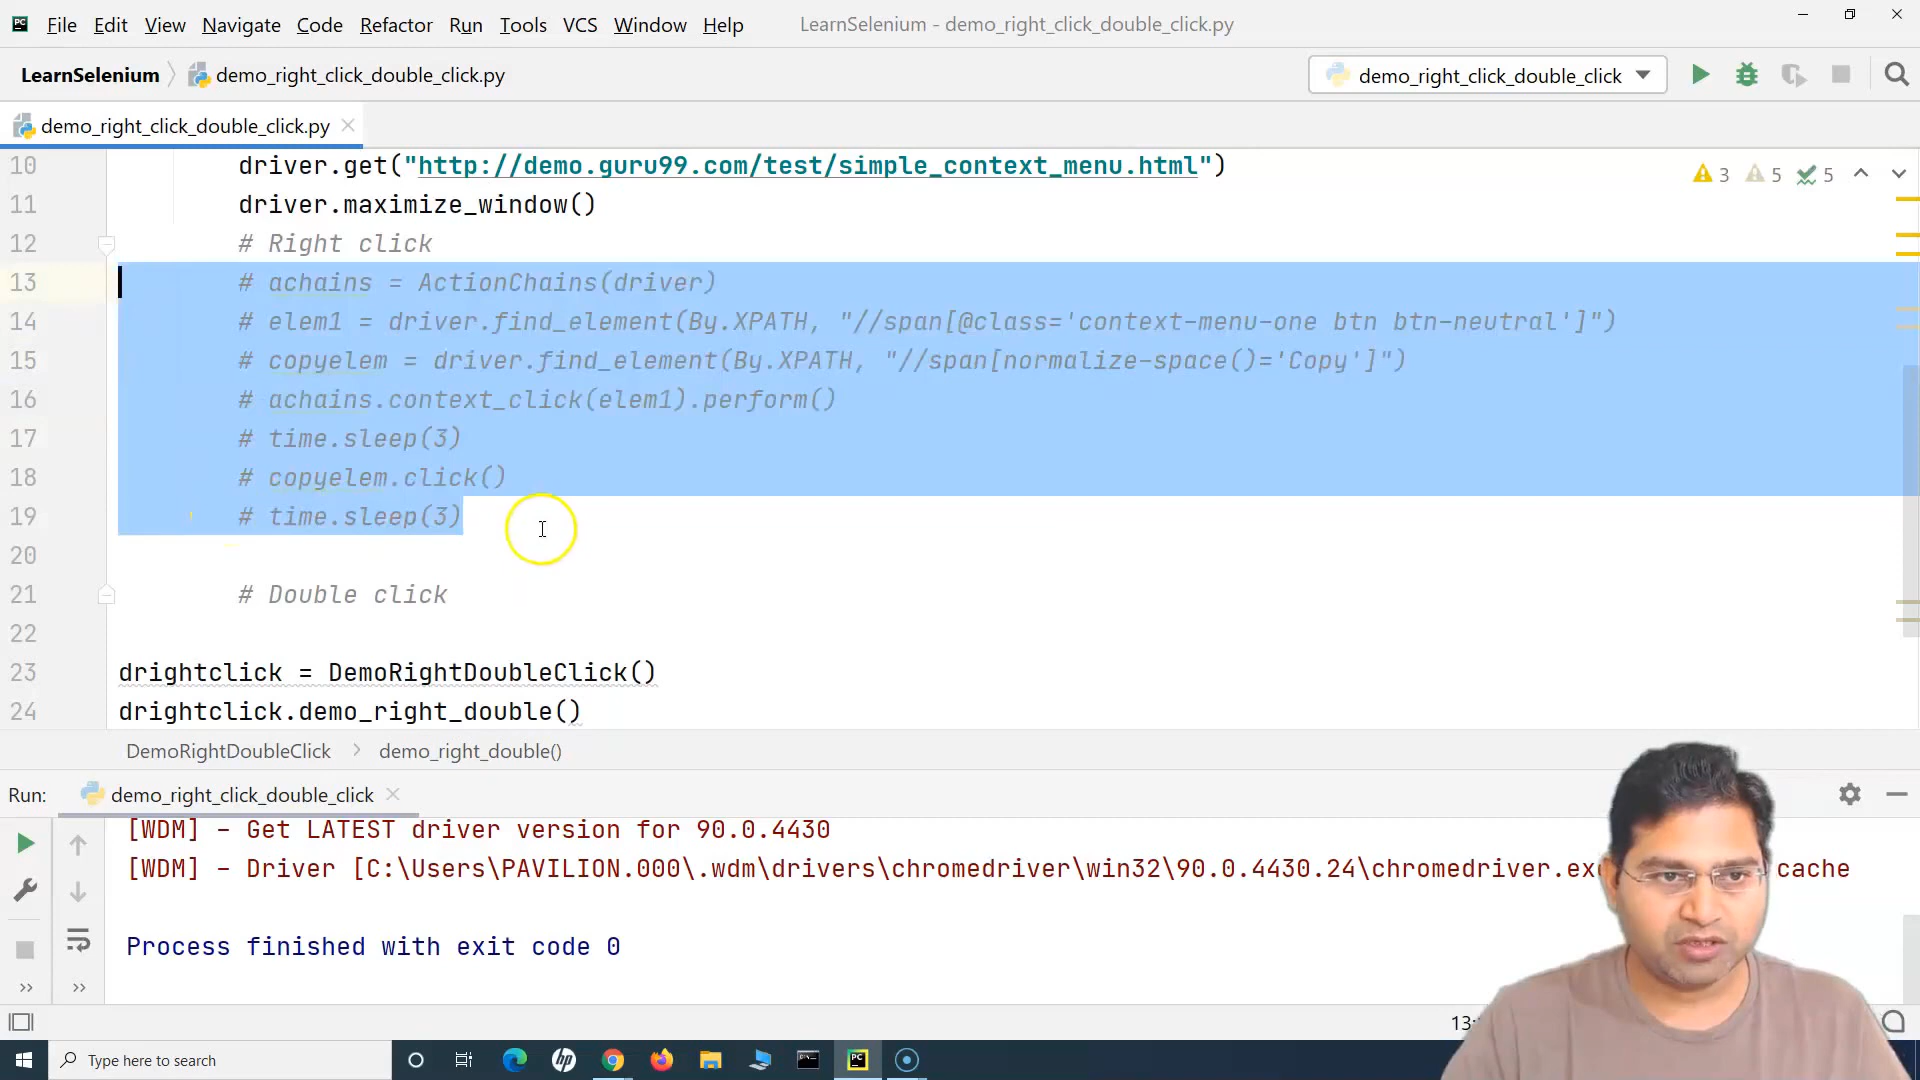 File Edit View Navigate Code Refactor Run Tools VCS Window Help LearnSelenium - demo_right_click_double_click.py
LearnSelenium demo_right_click_double_click.py demo_right_click_double_click
demo_right_click_double_click.py
10 driver.get("http://demo.guru99.com/test/simple_context_menu.html")
3 5 5
11 driver.maximize_window()
12 # Right click
13 # achains = ActionChains(driver)
14 # elem1 = driver.find_element(By.XPATH, "//span[@class='context-menu-one btn btn-neutral']")
15 # copyelem = driver.find_element(By.XPATH, "//span[normalize-space()='Copy']")
16 # achains.context_click(elem1).perform()
17 # time.sleep(3)
18 # copyelem.click()
19 # time.sleep(3)
20
21 # Double click
22
23 drightclick = DemoRightDoubleClick()
24 drightclick.demo_right_double()
DemoRightDoubleClick demo_right_double()
Run: demo_right_click_double_click
[WDM] - Get LATEST driver version for 90.0.4430
[WDM] - Driver [C:\Users\PAVILION.000\.wdm\drivers\chromedriver\win32\90.0.4430.24\chromedriver.exe cache
Process finished with exit code 0
13:
Type here to search